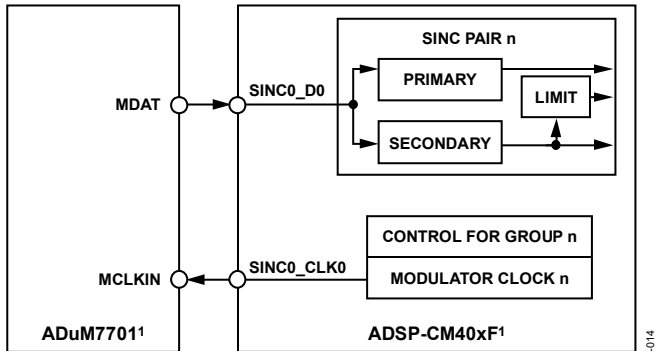 SINC PAIR n
SINC0_D0
PRIMARY
MDAT
LIMIT
SECONDARY
CONTROL FOR GROUP n
SINC0_CLK0
MCLKIN
MODULATOR CLOCK n
ADuM7701¹
ADSP-CM40xF¹
-014